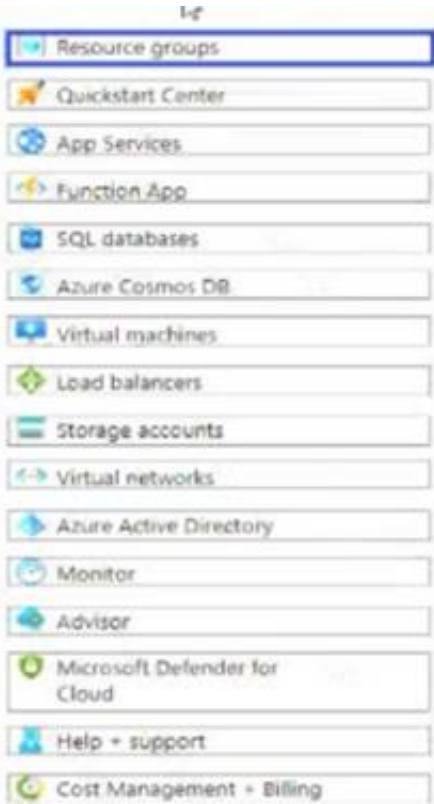 Resource groups
Quickstart Center
App Services
Function App
SQL databases
Azure Cosmos DB
Virtual machines
Load balancers
Storage accounts
Virtual networks
Azure Active Directory
Monitor
Advisor
Microsoft Defender for
Cloud
Help + support
Cost Management + Billing